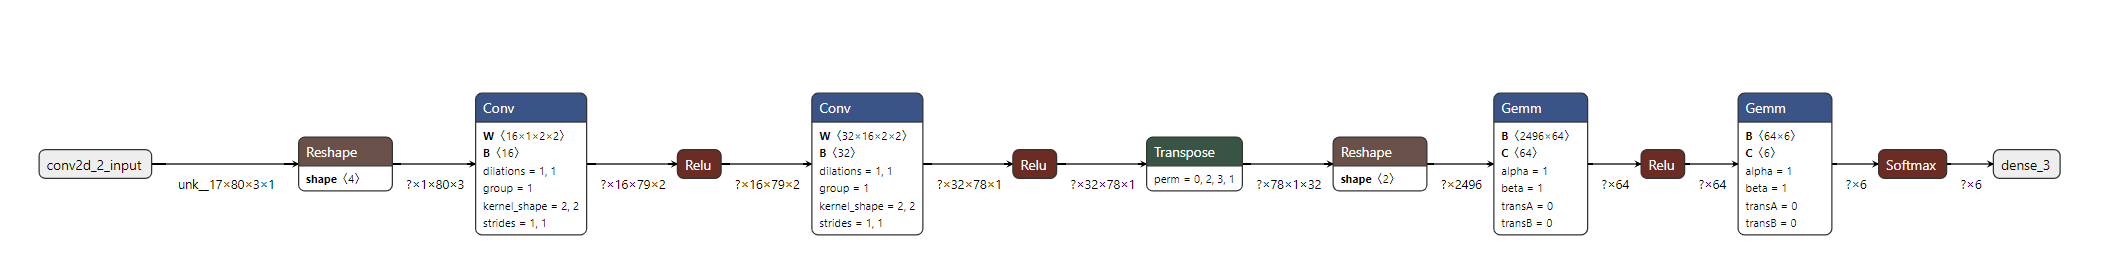 conv2d_2_input
unk__17×80×3×1
Reshape
shape ⟨4⟩
?×1×80×3
Conv
W ⟨16×1×2×2⟩
B ⟨16⟩
dilations = 1, 1
group = 1
kernel_shape = 2, 2
strides = 1, 1
?×16×79×2
Relu
?×16×79×2
Conv
W ⟨32×16×2×2⟩
B ⟨32⟩
dilations = 1, 1
group = 1
kernel_shape = 2, 2
strides = 1, 1
?×32×78×1
Relu
?×32×78×1
Transpose
perm = 0, 2, 3, 1
?×78×1×32
Reshape
shape ⟨2⟩
?×2496
Gemm
B ⟨2496×64⟩
C ⟨64⟩
alpha = 1
beta = 1
transA = 0
transB = 0
?×64
Relu
?×64
Gemm
B ⟨64×6⟩
C ⟨6⟩
alpha = 1
beta = 1
transA = 0
transB = 0
?×6
Softmax
?×6
dense_3